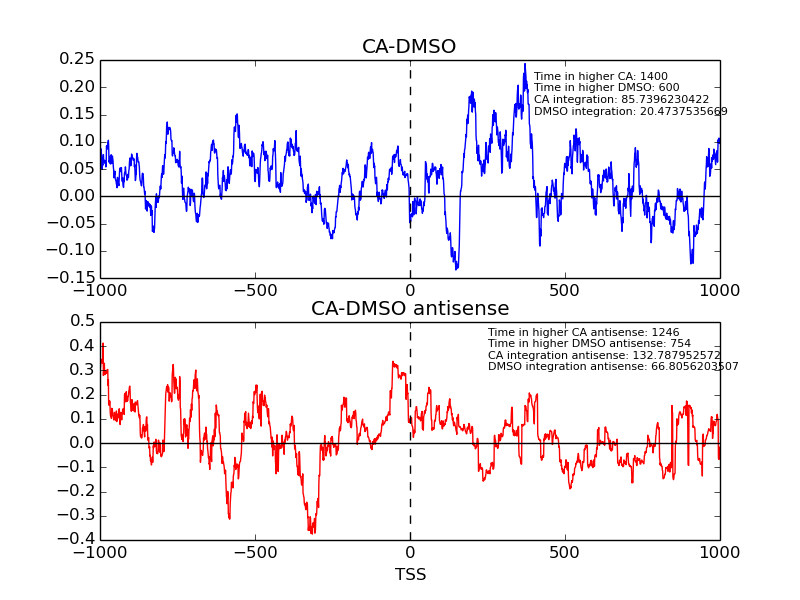 CA-DMSO
0.25
0.20
0.15
0.10
0.05
0.00
−0.05
−0.10
−0.15
Time in higher CA: 1400
Time in higher DMSO: 600
CA integration: 85.7396230422
DMSO integration: 20.4737535669
−1000 −500 0 500 1000
CA-DMSO antisense
0.5
0.4
0.3
0.2
0.1
0.0
−0.1
−0.2
−0.3
−0.4
Time in higher CA antisense: 1246
Time in higher DMSO antisense: 754
CA integration antisense: 132.787952572
DMSO integration antisense: 66.8056203507
−1000 −500 0 500 1000
TSS